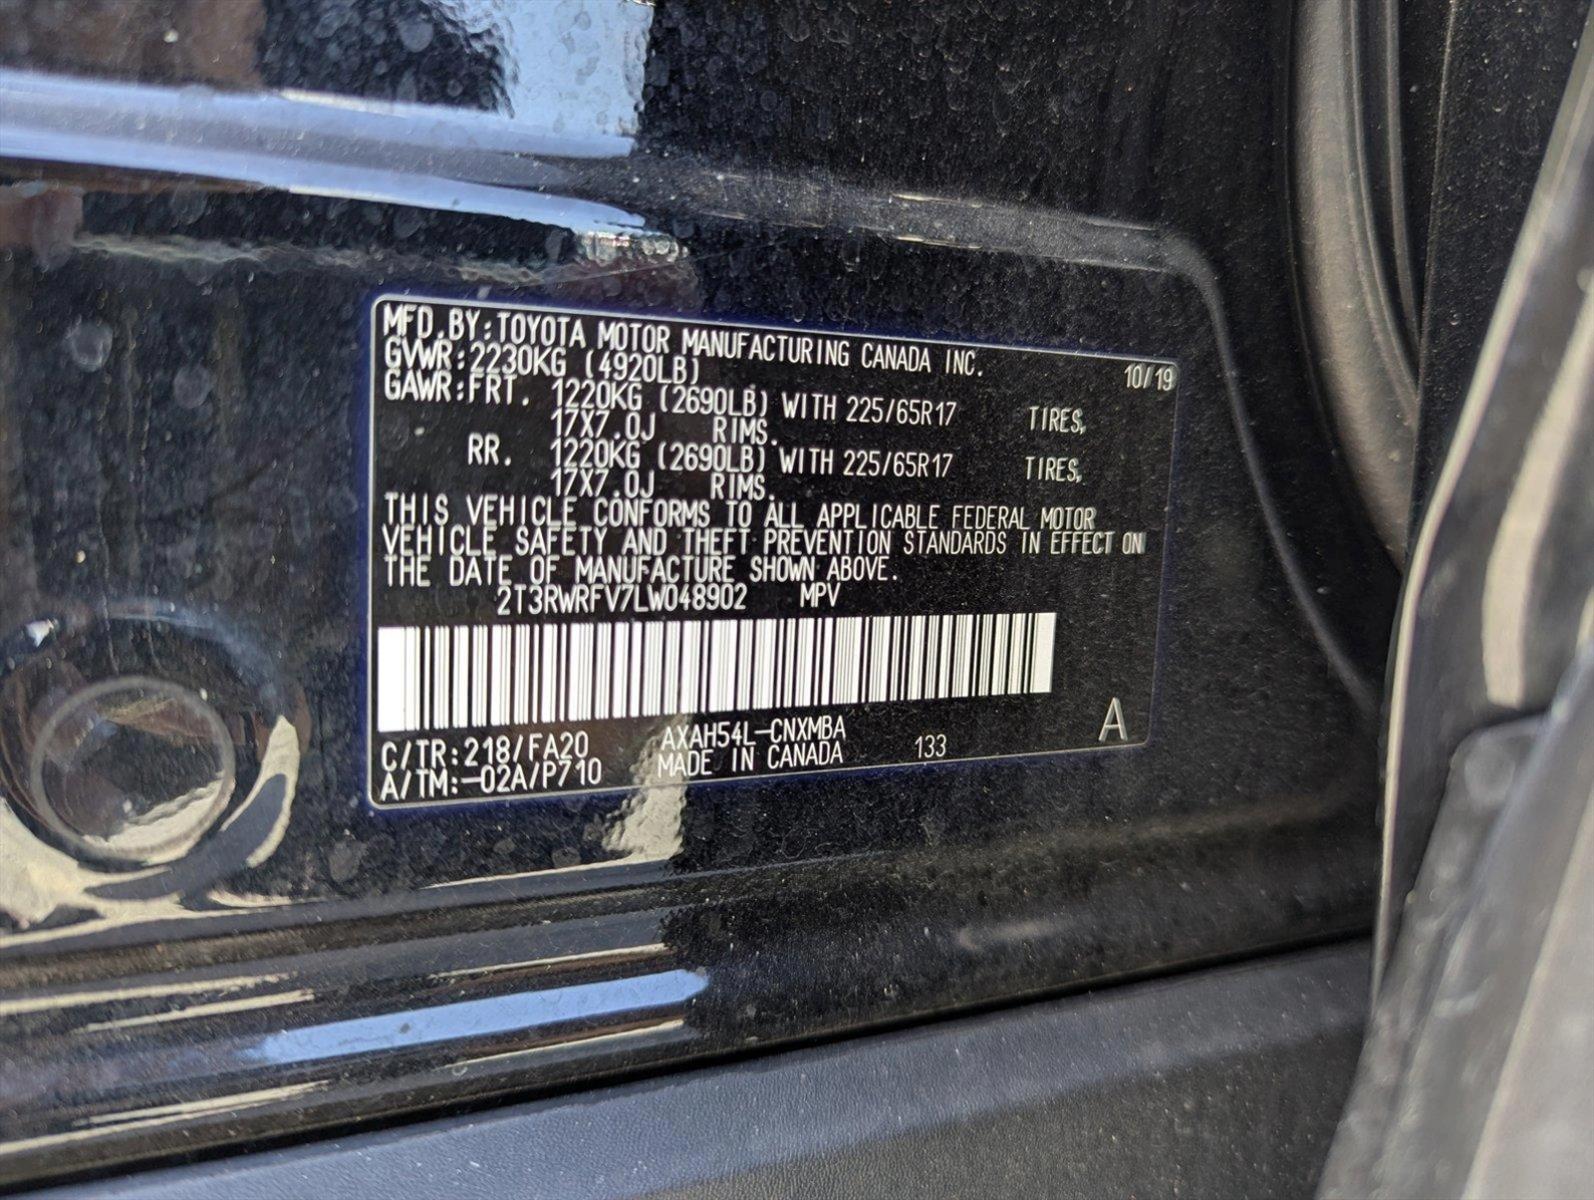 MFD.BY:TOYOTA MOTOR MANUFACTURING CANADA INC. 10/19
GVWR:2230KG (4920LB)
GAWR:FRT. 1220KG (2690LB) WITH 225/65R17 TIRES,
17X7.0J RIMS.
RR. 1220KG (2690LB) WITH 225/65R17 TIRES,
17X7.0J RIMS.
THIS VEHICLE CONFORMS TO ALL APPLICABLE FEDERAL MOTOR
VEHICLE SAFETY AND THEFT PREVENTION STANDARDS IN EFFECT ON
THE DATE OF MANUFACTURE SHOWN ABOVE.
2T3RWRFV7LW048902 MPV
C/TR:218/FA20 AXAH54L-CNXMBA
A/TM:-02A/P710 MADE IN CANADA 133 A